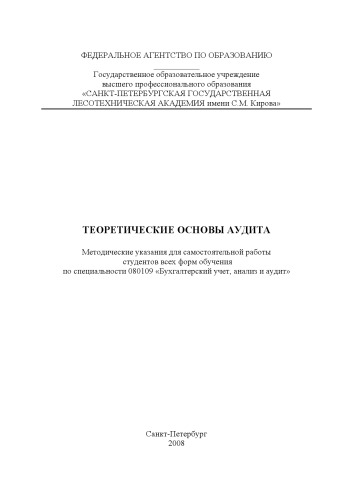 ФЕДЕРАЛЬНОЕ АГЕНТСТВО ПО ОБРАЗОВАНИЮ
Государственное образовательное учреждение
высшего профессионального образования
«САНКТ-ПЕТЕРБУРГСКАЯ ГОСУДАРСТВЕННАЯ
ЛЕСОТЕХНИЧЕСКАЯ АКАДЕМИЯ имени С.М. Кирова»
ТЕОРЕТИЧЕСКИЕ ОСНОВЫ АУДИТА
Методические указания для самостоятельной работы
студентов всех форм обучения
по специальности 080109 «Бухгалтерский учет, анализ и аудит»
Санкт-Петербург
2008